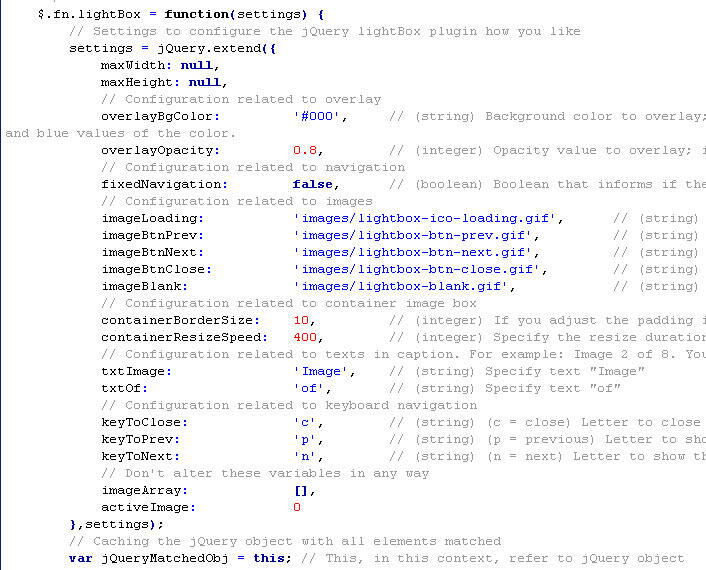 $.fn.lightBox = function(settings) {
// Settings to configure the jQuery lightBox plugin how you like
settings = jQuery.extend({
maxWidth: null,
maxHeight: null,
// Configuration related to overlay
overlayBgColor: '#000', // (string) Background color to overlay;
and blue values of the color.
overlayOpacity: 0.8, // (integer) Opacity value to overlay; i
// Configuration related to navigation
fixedNavigation: false, // (boolean) Boolean that informs if the
// Configuration related to images
imageLoading: 'images/lightbox-ico-loading.gif', // (string)
imageBtnPrev: 'images/lightbox-btn-prev.gif', // (string)
imageBtnNext: 'images/lightbox-btn-next.gif', // (string)
imageBtnClose: 'images/lightbox-btn-close.gif', // (string)
imageBlank: 'images/lightbox-blank.gif', // (string)
// Configuration related to container image box
containerBorderSize: 10, // (integer) If you adjust the padding i
containerResizeSpeed: 400, // (integer) Specify the resize duration
// Configuration related to texts in caption. For example: Image 2 of 8. You
txtImage: 'Image', // (string) Specify text "Image"
txtOf: 'of', // (string) Specify text "of"
// Configuration related to keyboard navigation
keyToClose: 'c', // (string) (c = close) Letter to close
keyToPrev: 'p', // (string) (p = previous) Letter to sho
keyToNext: 'n', // (string) (n = next) Letter to show th
// Don't alter these variables in any way
imageArray: [],
activeImage: 0
},settings);
// Caching the jQuery object with all elements matched
var jQueryMatchedObj = this; // This, in this context, refer to jQuery object